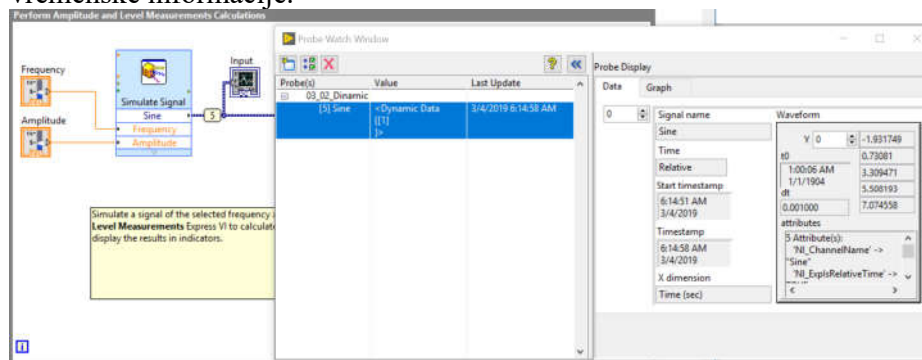 vremenske informacije.
Perform Amplitude and Level Measurements Calculations
Frequency
Amplitude
Simulate Signal
Sine
Frequency
Amplitude
5
Input
Simulate a signal of the selected frequency
Level Measurements Express VI to calculat
display the results in indicators.
Probe Watch Window
Probe(s) Value Last Update
03_02_Dinamic
[5] Sine <Dynamic Data 3/4/2019 6:14:58 AM
[[1]
]>
Probe Display
Data Graph
0
Signal name
Sine
Time
Relative
Start timestamp
6:14:51 AM
3/4/2019
Timestamp
6:14:58 AM
3/4/2019
X dimension
Time (sec)
Waveform
Y 0 -1.931749
t0 0.73081
1:00:06 AM 3.309471
1/1/1904
dt 5.508193
0.001000 7.074558
attributes
5 Attribute(s):
'NI_ChannelName' ->
"Sine"
'NI_ExplsRelativeTime' ->